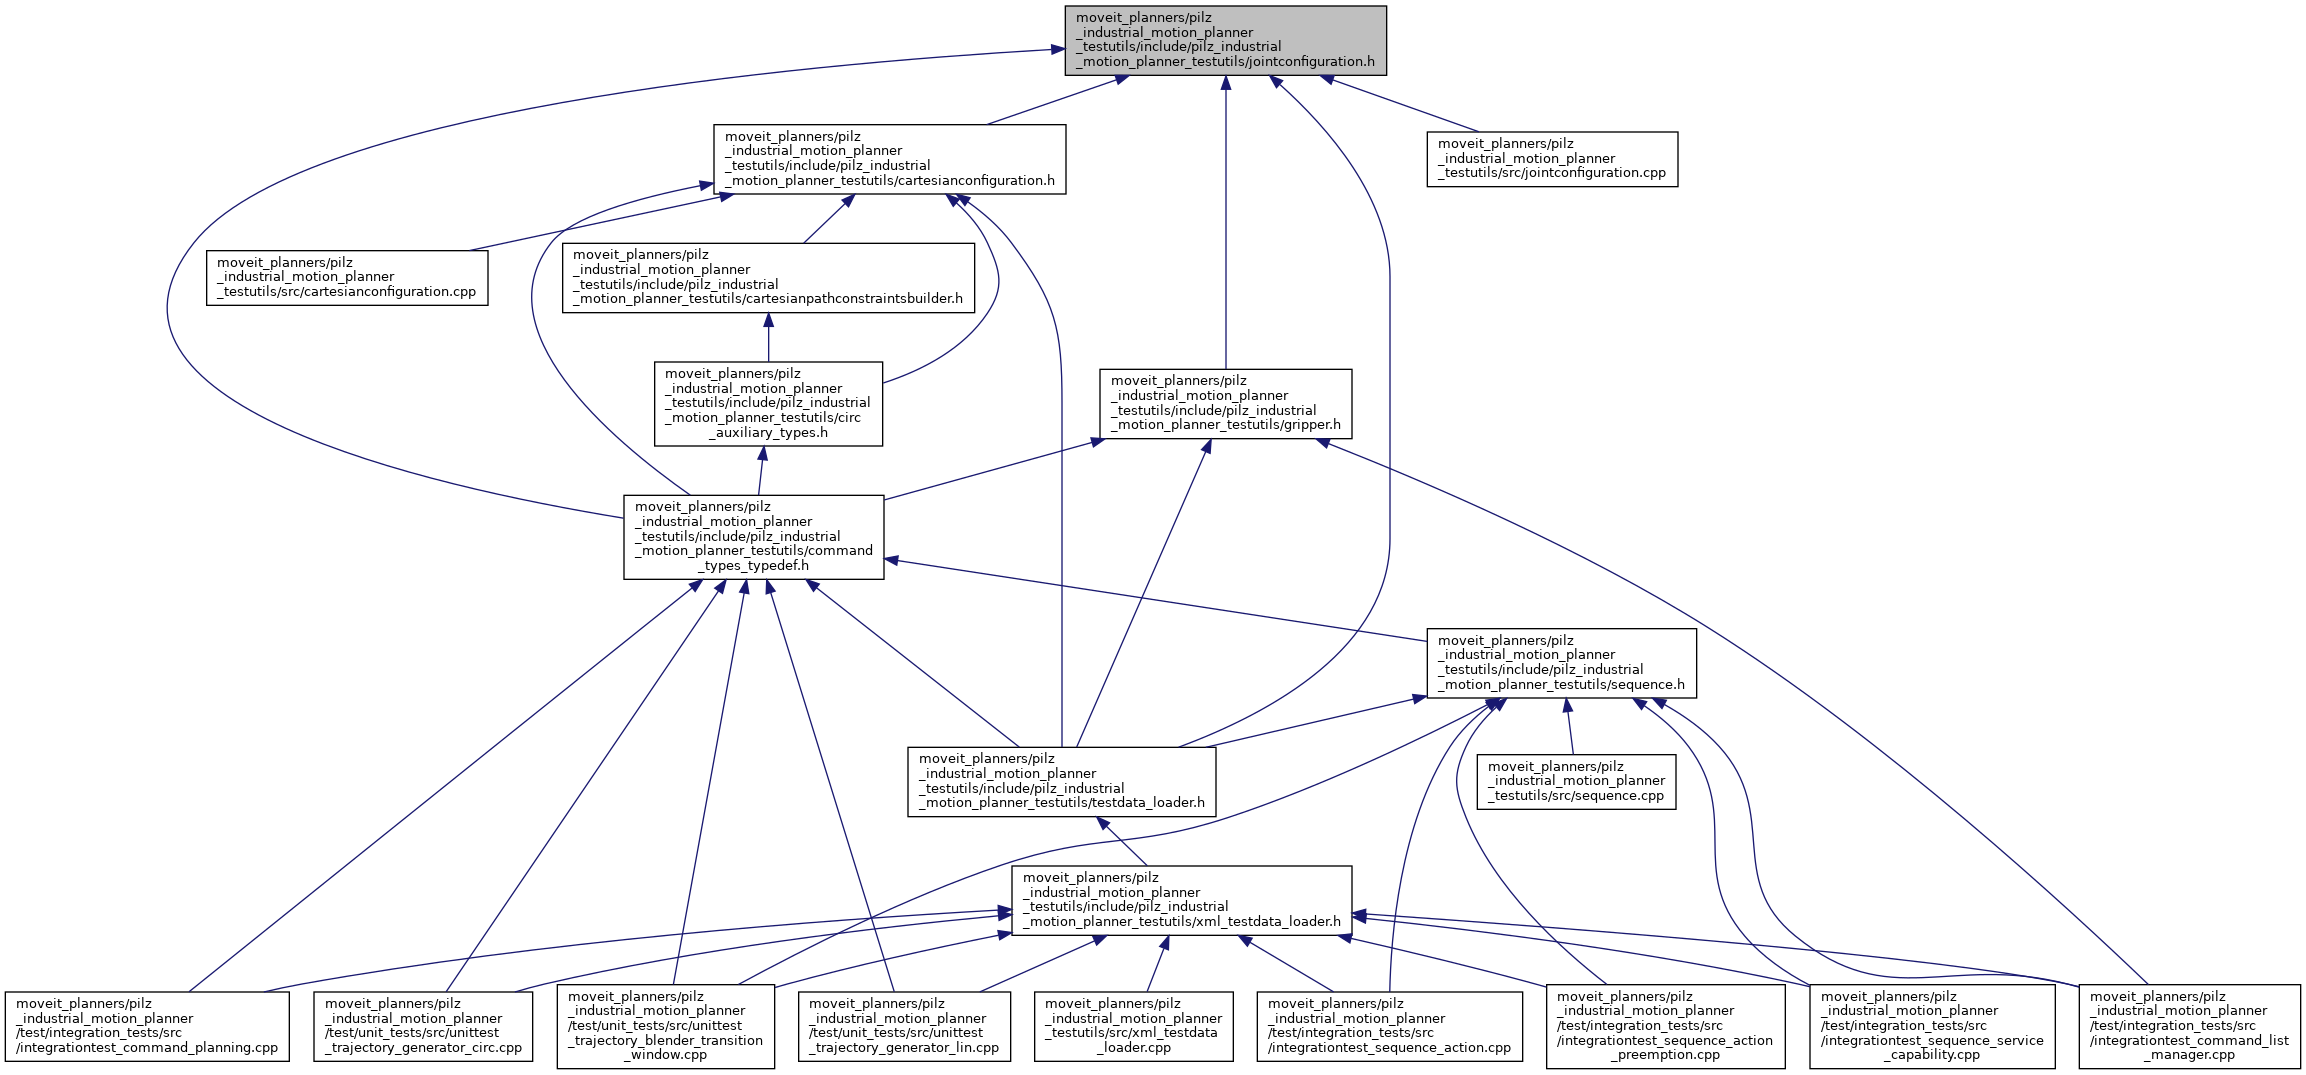 moveit_planners/pilz
_industrial_motion_planner
_testutils/include/pilz_industrial
_motion_planner_testutils/jointconfiguration.h
moveit_planners/pilz
_industrial_motion_planner
_testutils/include/pilz_industrial
_motion_planner_testutils/cartesianconfiguration.h
moveit_planners/pilz
_industrial_motion_planner
_testutils/src/jointconfiguration.cpp
moveit_planners/pilz
_industrial_motion_planner
_testutils/src/cartesianconfiguration.cpp
moveit_planners/pilz
_industrial_motion_planner
_testutils/include/pilz_industrial
_motion_planner_testutils/cartesianpathconstraintsbuilder.h
moveit_planners/pilz
_industrial_motion_planner
_testutils/include/pilz_industrial
_motion_planner_testutils/circ
_auxiliary_types.h
moveit_planners/pilz
_industrial_motion_planner
_testutils/include/pilz_industrial
_motion_planner_testutils/gripper.h
moveit_planners/pilz
_industrial_motion_planner
_testutils/include/pilz_industrial
_motion_planner_testutils/command
_types_typedef.h
moveit_planners/pilz
_industrial_motion_planner
_testutils/include/pilz_industrial
_motion_planner_testutils/sequence.h
moveit_planners/pilz
_industrial_motion_planner
_testutils/include/pilz_industrial
_motion_planner_testutils/testdata_loader.h
moveit_planners/pilz
_industrial_motion_planner
_testutils/src/sequence.cpp
moveit_planners/pilz
_industrial_motion_planner
_testutils/include/pilz_industrial
_motion_planner_testutils/xml_testdata_loader.h
moveit_planners/pilz
_industrial_motion_planner
/test/integration_tests/src
/integrationtest_command_planning.cpp
moveit_planners/pilz
_industrial_motion_planner
/test/unit_tests/src/unittest
_trajectory_generator_circ.cpp
moveit_planners/pilz
_industrial_motion_planner
/test/unit_tests/src/unittest
_trajectory_blender_transition
_window.cpp
moveit_planners/pilz
_industrial_motion_planner
/test/unit_tests/src/unittest
_trajectory_generator_lin.cpp
moveit_planners/pilz
_industrial_motion_planner
_testutils/src/xml_testdata
_loader.cpp
moveit_planners/pilz
_industrial_motion_planner
/test/integration_tests/src
/integrationtest_sequence_action.cpp
moveit_planners/pilz
_industrial_motion_planner
/test/integration_tests/src
/integrationtest_sequence_action
_preemption.cpp
moveit_planners/pilz
_industrial_motion_planner
/test/integration_tests/src
/integrationtest_sequence_service
_capability.cpp
moveit_planners/pilz
_industrial_motion_planner
/test/integration_tests/src
/integrationtest_command_list
_manager.cpp